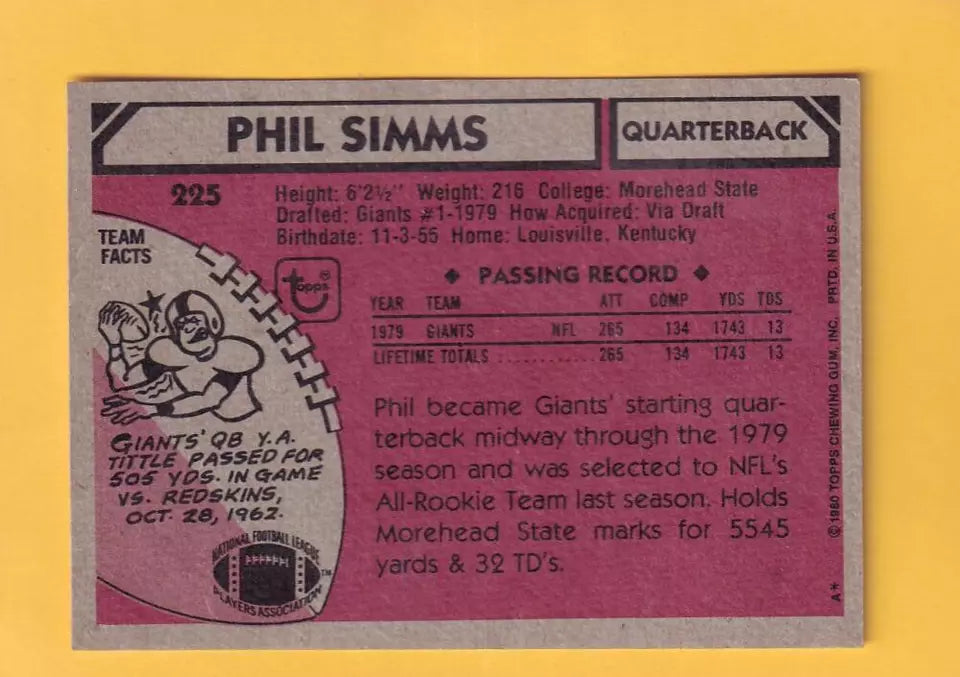 PHIL SIMMS
QUARTERBACK
225
Height: 6'2½" Weight: 216 College: Morehead State
Drafted: Giants #1-1979 How Acquired: Via Draft
Birthdate: 11-3-55 Home: Louisville, Kentucky
TEAM
FACTS
GIANTS' QB Y.A.
TITTLE PASSED FOR
505 YDS. IN GAME
VS. REDSKINS,
OCT. 28, 1962.
NATIONAL FOOTBALL LEAGUE
PLAYERS ASSOCIATION ™
topps ®
◆ PASSING RECORD ◆
YEAR TEAM ATT COMP YDS TDS
1979 GIANTS NFL 265 134 1743 13
LIFETIME TOTALS ............ 265 134 1743 13
Phil became Giants' starting quar-
terback midway through the 1979
season and was selected to NFL's
All-Rookie Team last season. Holds
Morehead State marks for 5545
yards & 32 TD's.
A* © 1980 TOPPS CHEWING GUM, INC. PRTD. IN U.S.A.